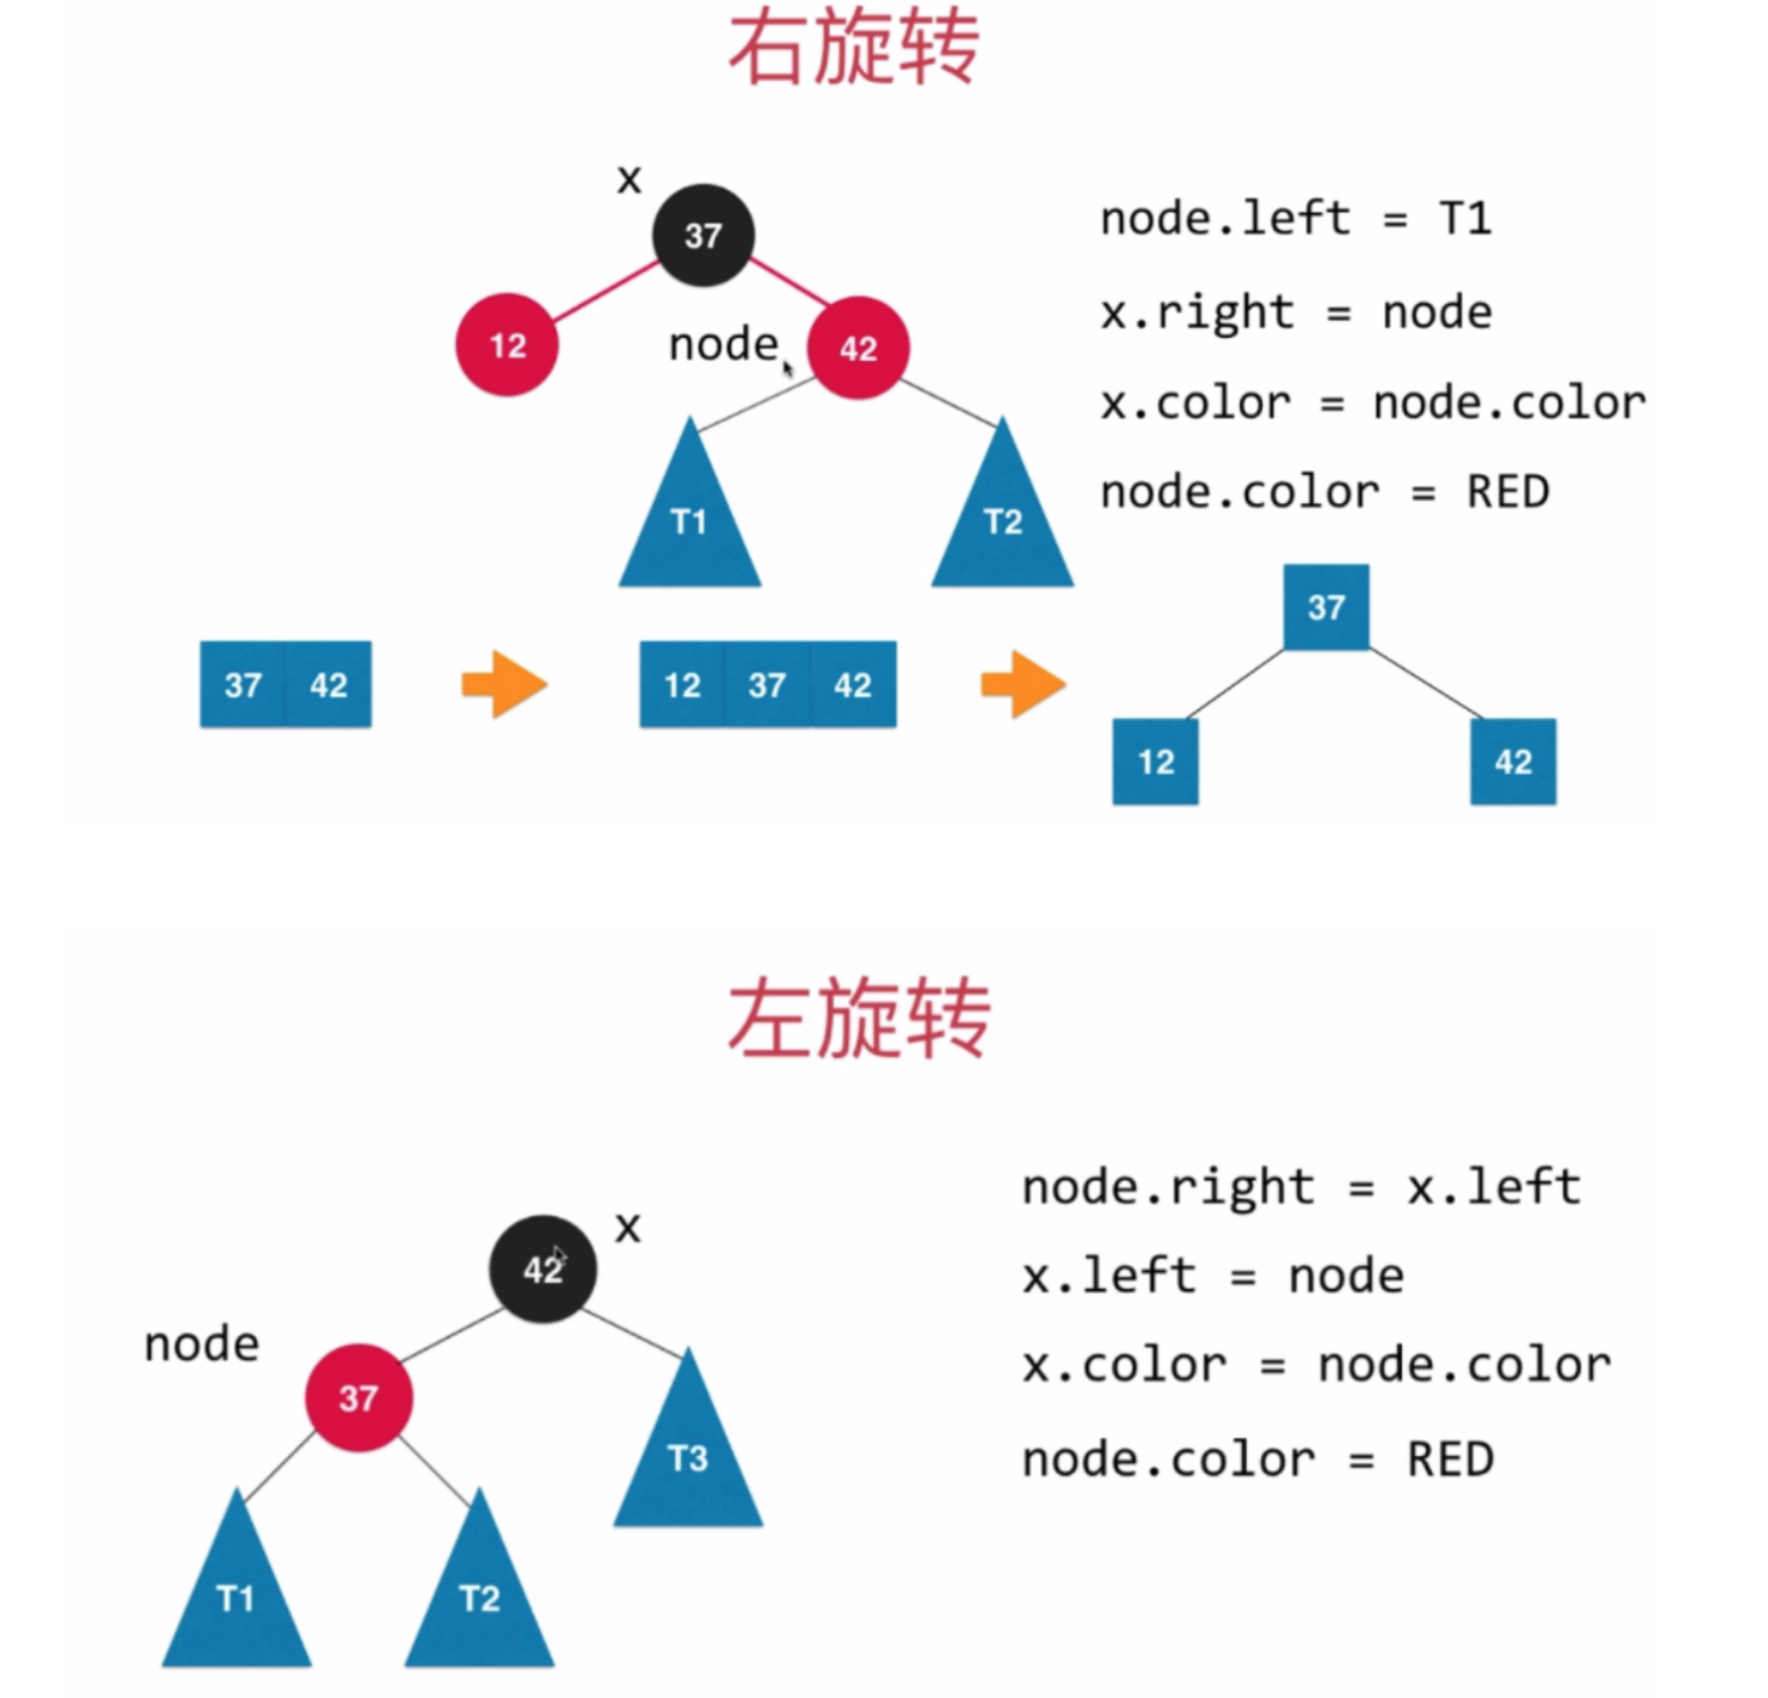 右旋转
x
37
12
node
42
T1
T2
node.left = T1
x.right = node
x.color = node.color
node.color = RED
37 42
12 37 42
37
12
42
左旋转
x
42
node
37
T3
T1
T2
node.right = x.left
x.left = node
x.color = node.color
node.color = RED